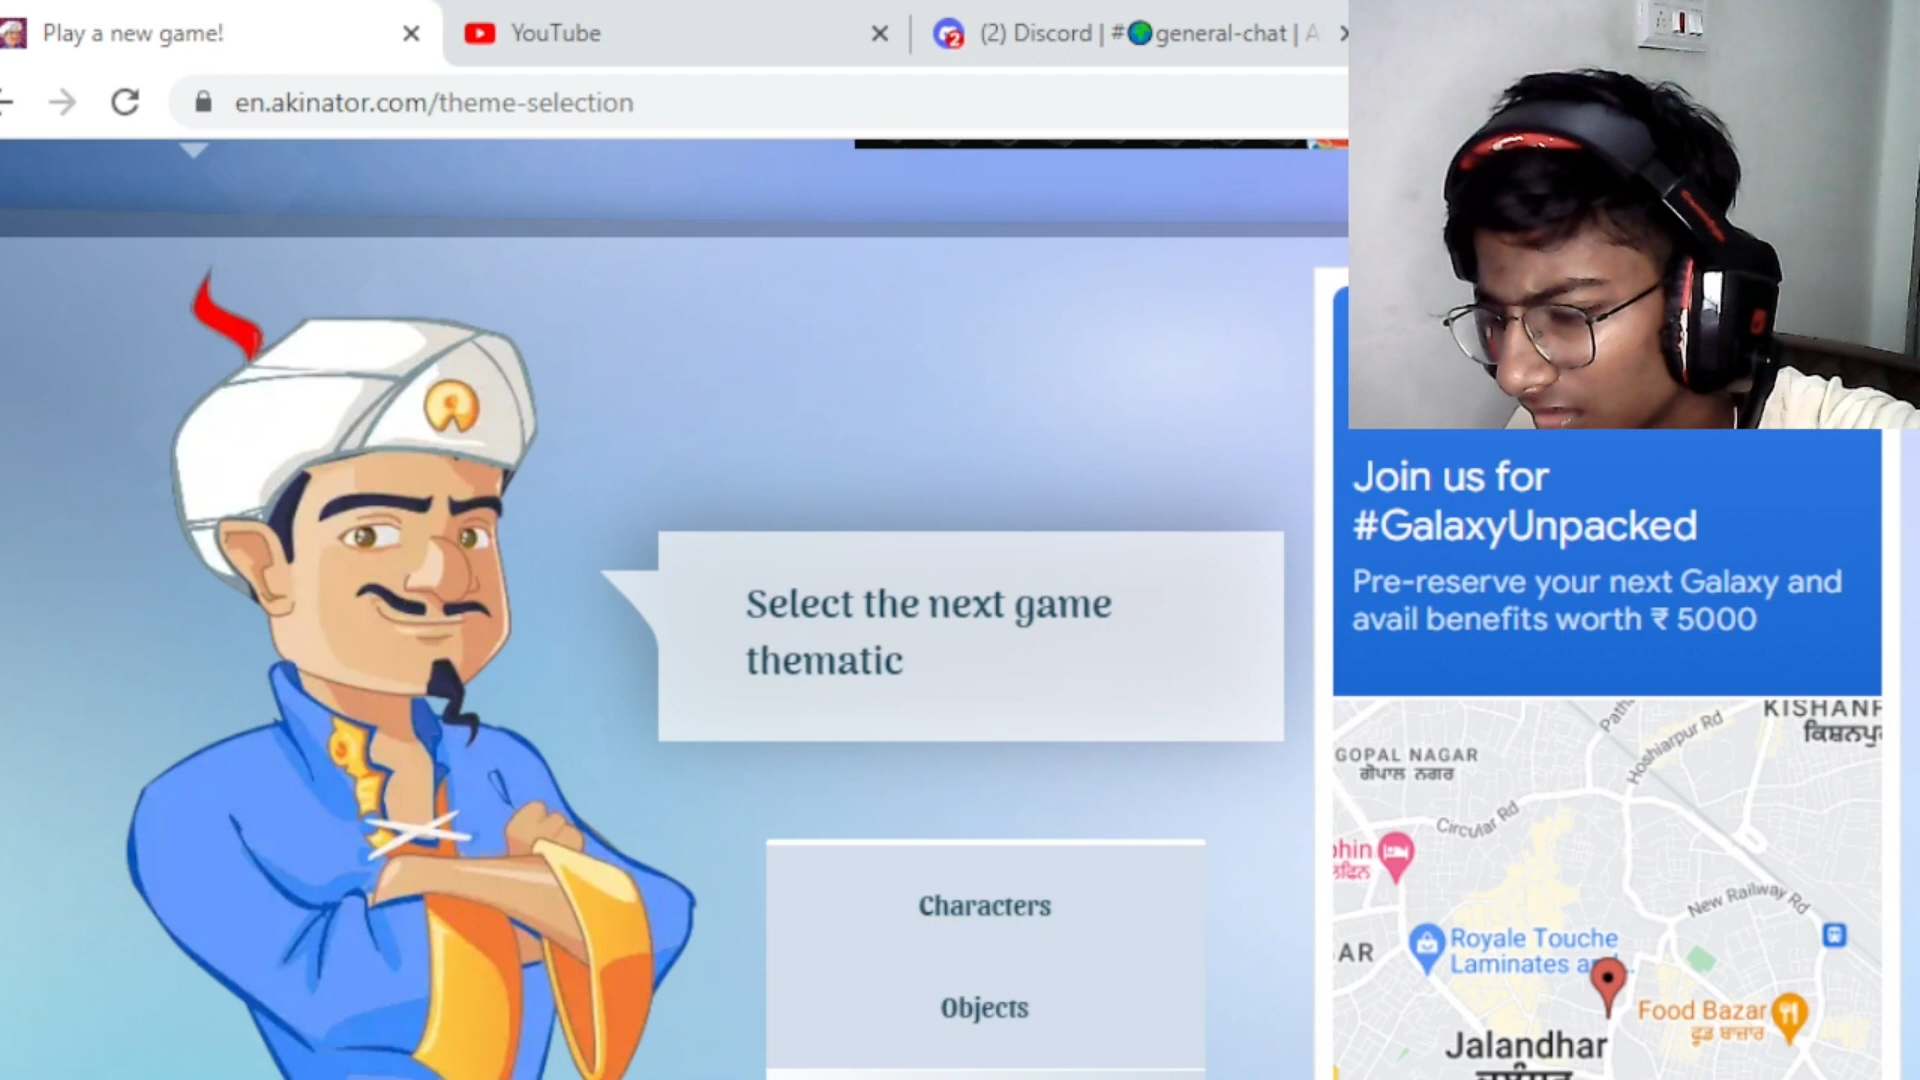 Play a new game!
YouTube
(2) Discord | #🌍general-chat | A
en.akinator.com/theme-selection
Select the next game
thematic
Characters
Objects
Join us for
#GalaxyUnpacked
Pre-reserve your next Galaxy and
avail benefits worth ₹ 5000
KISHANP
ਕਿਸ਼ਨਪੁ
GOPAL NAGAR
ਗੋਪਾਲ ਨਗਰ
Hoshiarpur Rd
Circular Rd
New Railway Rd
Royale Touche
Laminates a
Food Bazar
ਫੂਡ ਬਾਜ਼ਾਰ
Jalandhar